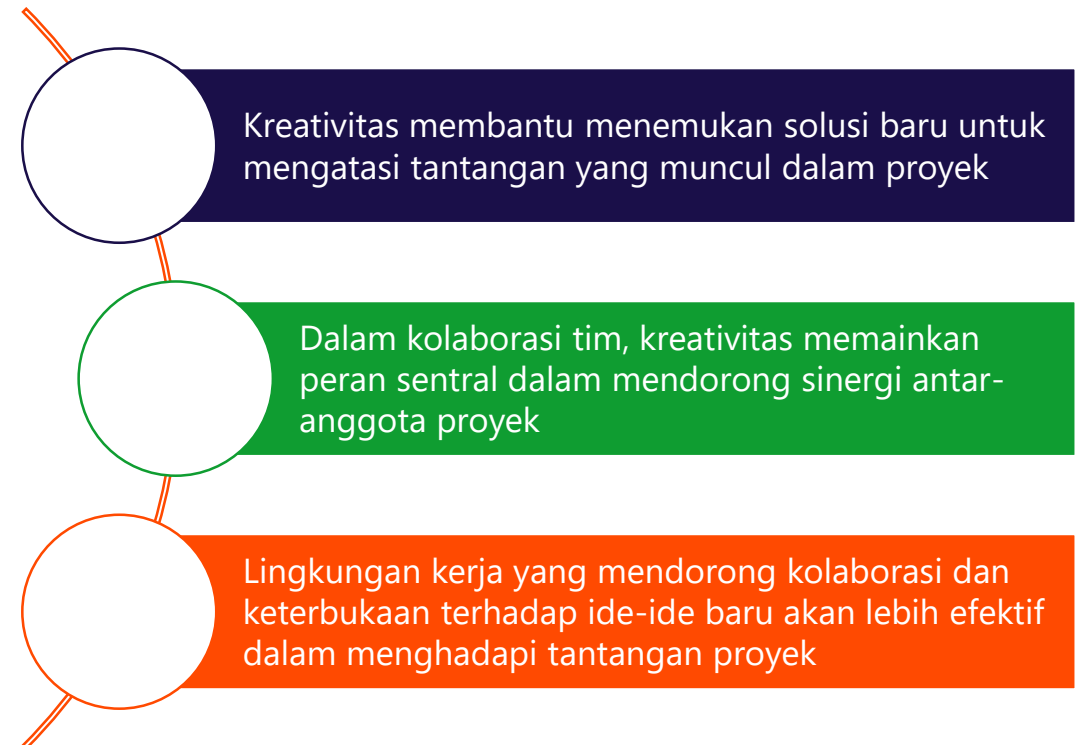 Kreativitas membantu menemukan solusi baru untuk
mengatasi tantangan yang muncul dalam proyek
Dalam kolaborasi tim, kreativitas memainkan
peran sentral dalam mendorong sinergi antar-
anggota proyek
Lingkungan kerja yang mendorong kolaborasi dan
keterbukaan terhadap ide-ide baru akan lebih efektif
dalam menghadapi tantangan proyek